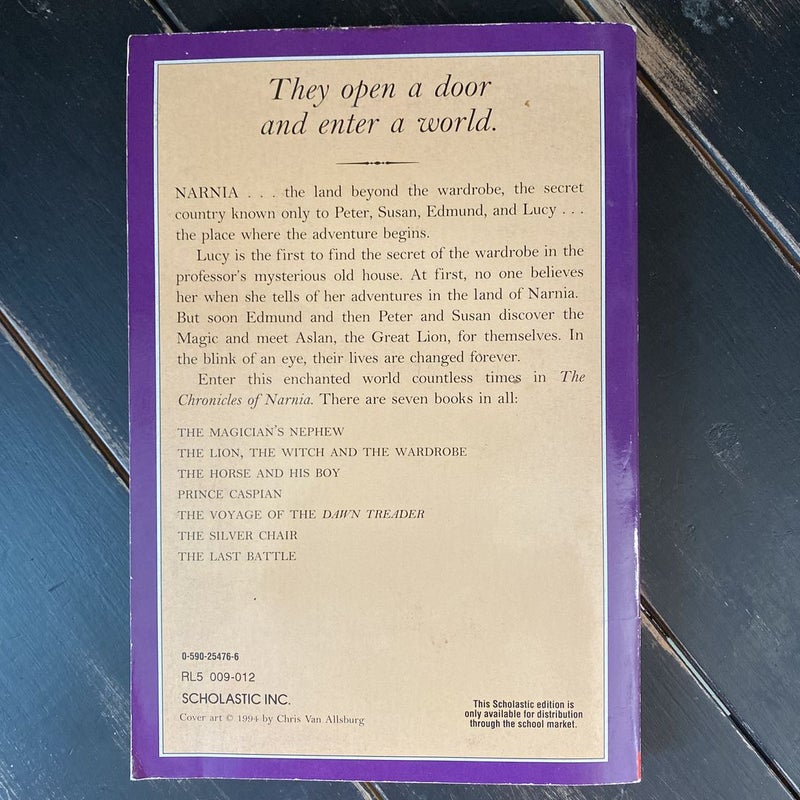 They open a door
and enter a world.
NARNIA . . . the land beyond the wardrobe, the secret
country known only to Peter, Susan, Edmund, and Lucy . . .
the place where the adventure begins.
Lucy is the first to find the secret of the wardrobe in the
professor's mysterious old house. At first, no one believes
her when she tells of her adventures in the land of Narnia.
But soon Edmund and then Peter and Susan discover the
Magic and meet Aslan, the Great Lion, for themselves. In
the blink of an eye, their lives are changed forever.
Enter this enchanted world countless times in The
Chronicles of Narnia. There are seven books in all:
THE MAGICIAN'S NEPHEW
THE LION, THE WITCH AND THE WARDROBE
THE HORSE AND HIS BOY
PRINCE CASPIAN
THE VOYAGE OF THE DAWN TREADER
THE SILVER CHAIR
THE LAST BATTLE
0-590-25476-6
RL5 009-012
SCHOLASTIC INC.
Cover art © 1994 by Chris Van Allsburg
This Scholastic edition is
only available for distribution
through the school market.